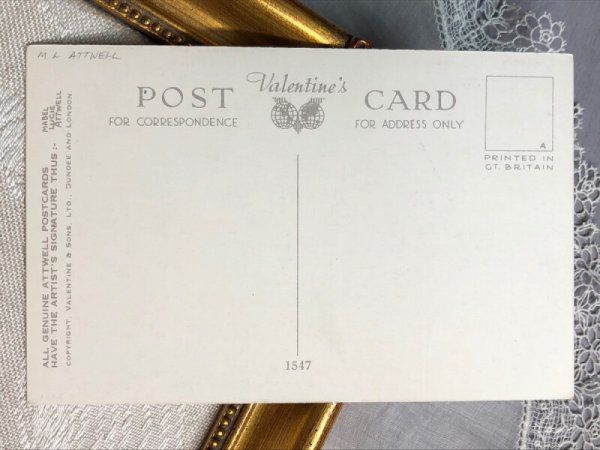 M L ATTWELL
Valentine's
POST CARD
FOR CORRESPONDENCE
FOR ADDRESS ONLY
A
PRINTED IN
GT. BRITAIN
ALL GENUINE ATTWELL POSTCARDS
HAVE THE ARTIST'S SIGNATURE THUS :-
MABEL
LUCIE
ATTWELL
COPYRIGHT, VALENTINE & SONS, LTD., DUNDEE AND LONDON.
1547